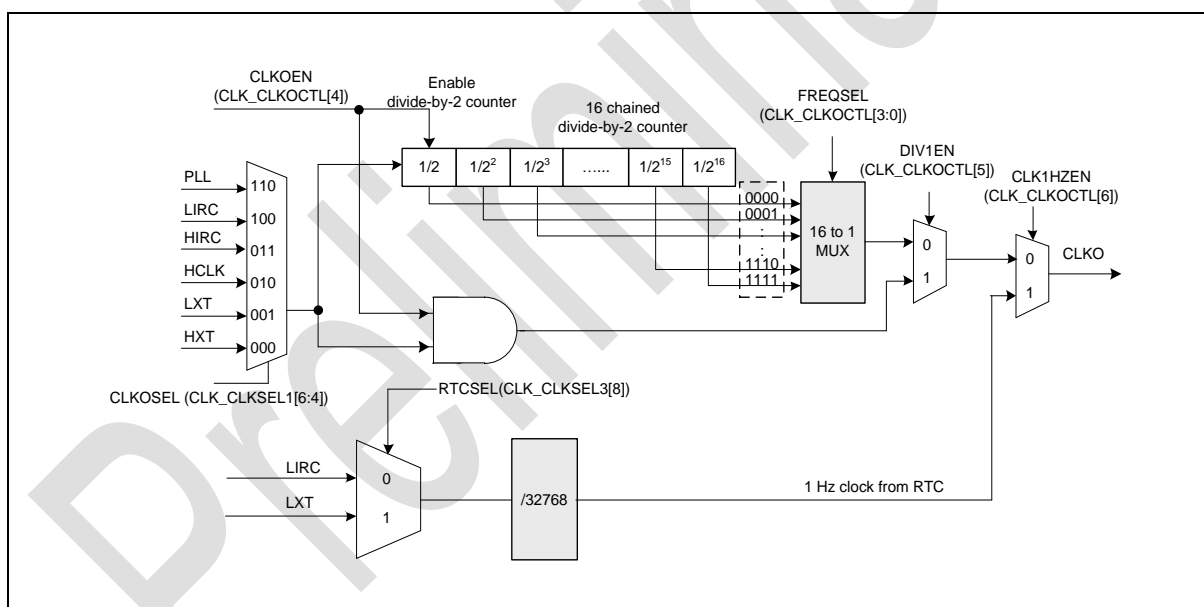 CLKOEN
(CLK_CLKOCTL[4])
Enable
divide-by-2 counter
16 chained
divide-by-2 counter
FREQSEL
(CLK_CLKOCTL[3:0])
DIV1EN
(CLK_CLKOCTL[5])
CLK1HZEN
(CLK_CLKOCTL[6])
1/2
1/2²
1/2³
…...
1/2¹⁵
1/2¹⁶
PLL
110
LIRC
100
HIRC
011
HCLK
010
LXT
001
HXT
000
CLKOSEL (CLK_CLKSEL1[6:4])
0000
0001
:
:
1110
1111
16 to 1
MUX
0
1
0
1
CLKO
RTCSEL(CLK_CLKSEL3[8])
LIRC
0
LXT
1
/32768
1 Hz clock from RTC
Prelimin